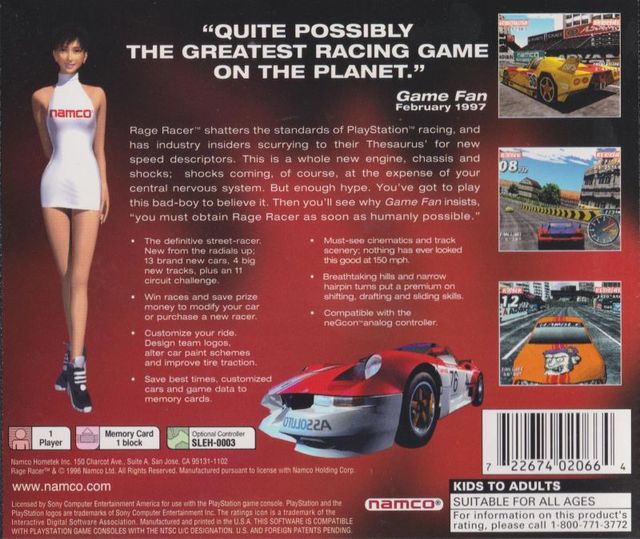 “QUITE POSSIBLY
THE GREATEST RACING GAME
ON THE PLANET.”
Game Fan
February 1997
namco
Rage Racer™ shatters the standards of PlayStation™ racing, and
has industry insiders scurrying to their Thesaurus' for new
speed descriptors. This is a whole new engine, chassis and
shocks; shocks coming, of course, at the expense of your
central nervous system. But enough hype. You've got to play
this bad-boy to believe it. Then you'll see why Game Fan insists,
“you must obtain Rage Racer as soon as humanly possible.”
• The definitive street-racer.
New from the radials up;
13 brand new cars, 4 big
new tracks, plus an 11
circuit challenge.
• Win races and save prize
money to modify your car
or purchase a new racer.
• Customize your ride.
Design team logos,
alter car paint schemes
and improve tire traction.
• Save best times, customized
cars and game data to
memory cards.
• Must-see cinematics and track
scenery; nothing has ever looked
this good at 150 mph.
• Breathtaking hills and narrow
hairpin turns put a premium on
shifting, drafting and sliding skills.
• Compatible with the
neGcon™analog controller.
08
12
76
ASSOLUTO
1
Player
Memory Card
1 block
Optional Controller
SLEH-0003
Namco Hometek Inc. 150 Charcot Ave., Suite A, San Jose, CA 95131-1102
Rage Racer™ & © 1996 Namco Ltd. All Rights Reserved. Manufactured pursuant to license with Namco Holding Corp.
www.namco.com
Licensed by Sony Computer Entertainment America for use with the PlayStation game console. PlayStation and the
PlayStation logos are trademarks of Sony Computer Entertainment Inc. The ratings icon is a trademark of the
Interactive Digital Software Association. Manufactured and printed in the U.S.A. THIS SOFTWARE IS COMPATIBLE
WITH PLAYSTATION GAME CONSOLES WITH THE NTSC U/C DESIGNATION. U.S. AND FOREIGN PATENTS PENDING.
namco®
7 22674 02066 4
KIDS TO ADULTS
SUITABLE FOR ALL AGES
For information on this product's
rating, please call 1-800-771-3772